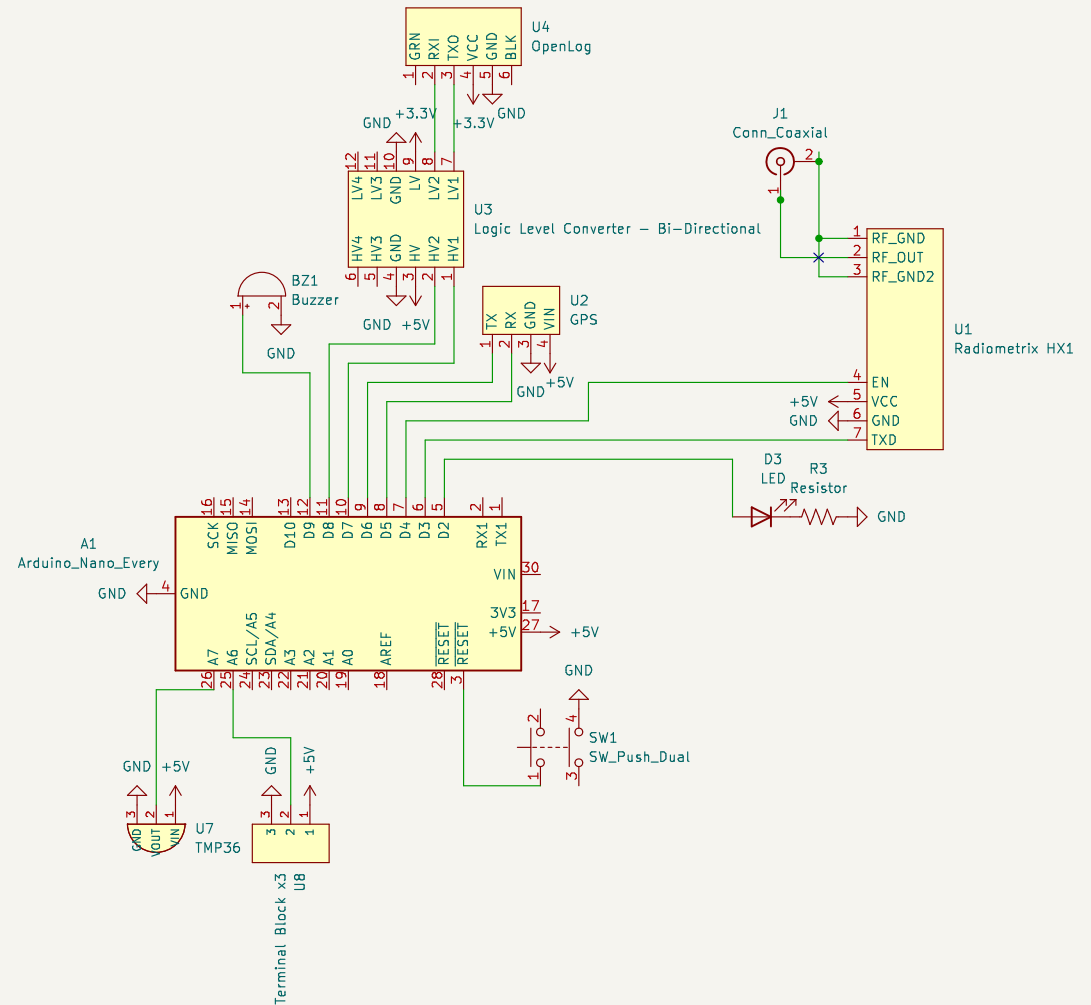 U4
OpenLog
GRN
RXI
TXO
VCC
GND
BLK
1
2
3
4
5
6
+3.3V
GND
+3.3V
GND
12
11
10
9
8
7
LV4
LV3
GND
LV
LV2
LV1
U3
Logic Level Converter - Bi-Directional
HV4
HV3
GND
HV
HV2
HV1
6
5
4
3
2
1
GND
+5V
J1
Conn_Coaxial
2
1
1
RF_GND
2
RF_OUT
3
RF_GND2
U1
Radiometrix HX1
4
EN
+5V
5
VCC
GND
6
GND
7
TXD
BZ1
Buzzer
1
+
2
GND
U2
GPS
TX
RX
GND
VIN
1
2
3
4
GND
+5V
D3
LED
R3
Resistor
GND
A1
Arduino_Nano_Every
16
15
14
13
12
11
10
9
8
7
6
5
2
1
SCK
MISO
MOSI
D10
D9
D8
D7
D6
D5
D4
D3
D2
RX1
TX1
VIN
30
GND
4
GND
3V3
17
+5V
27
+5V
A7
A6
SCL/A5
SDA/A4
A3
A2
A1
A0
AREF
RESET
RESET
26
25
24
23
22
21
20
19
18
28
3
GND
2
4
SW1
SW_Push_Dual
1
3
GND
+5V
3
2
1
GND
VOUT
VIN
U7
TMP36
GND
+5V
3
2
1
3
2
1
Terminal Block x3
U8